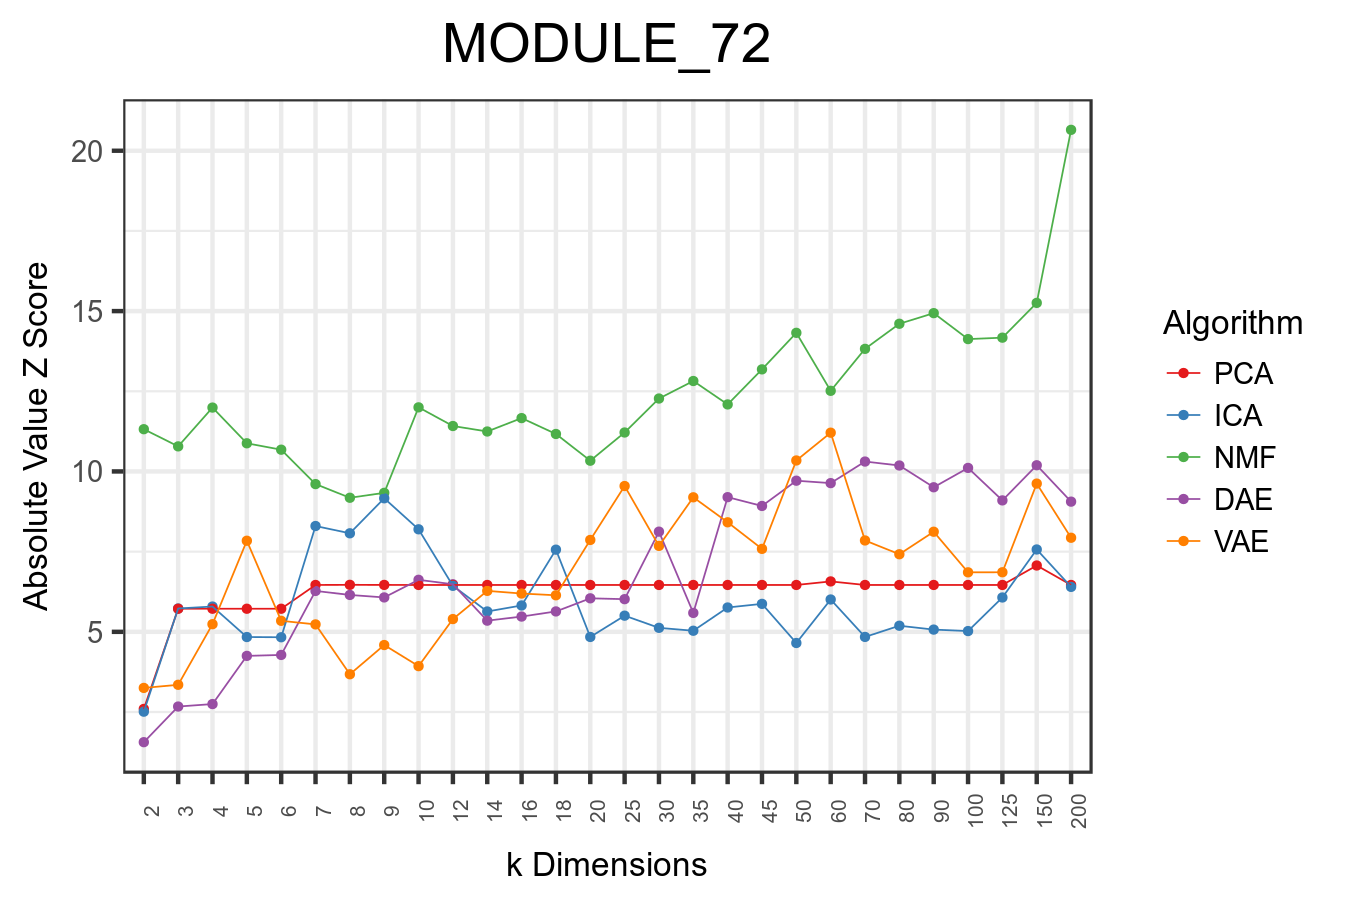 MODULE_72
Absolute Value Z Score
20
15
10
5
2 3 4 5 6 7 8 9 10 12 14 16 18 20 25 30 35 40 45 50 60 70 80 90 100 125 150 200
k Dimensions
Algorithm
PCA
ICA
NMF
DAE
VAE